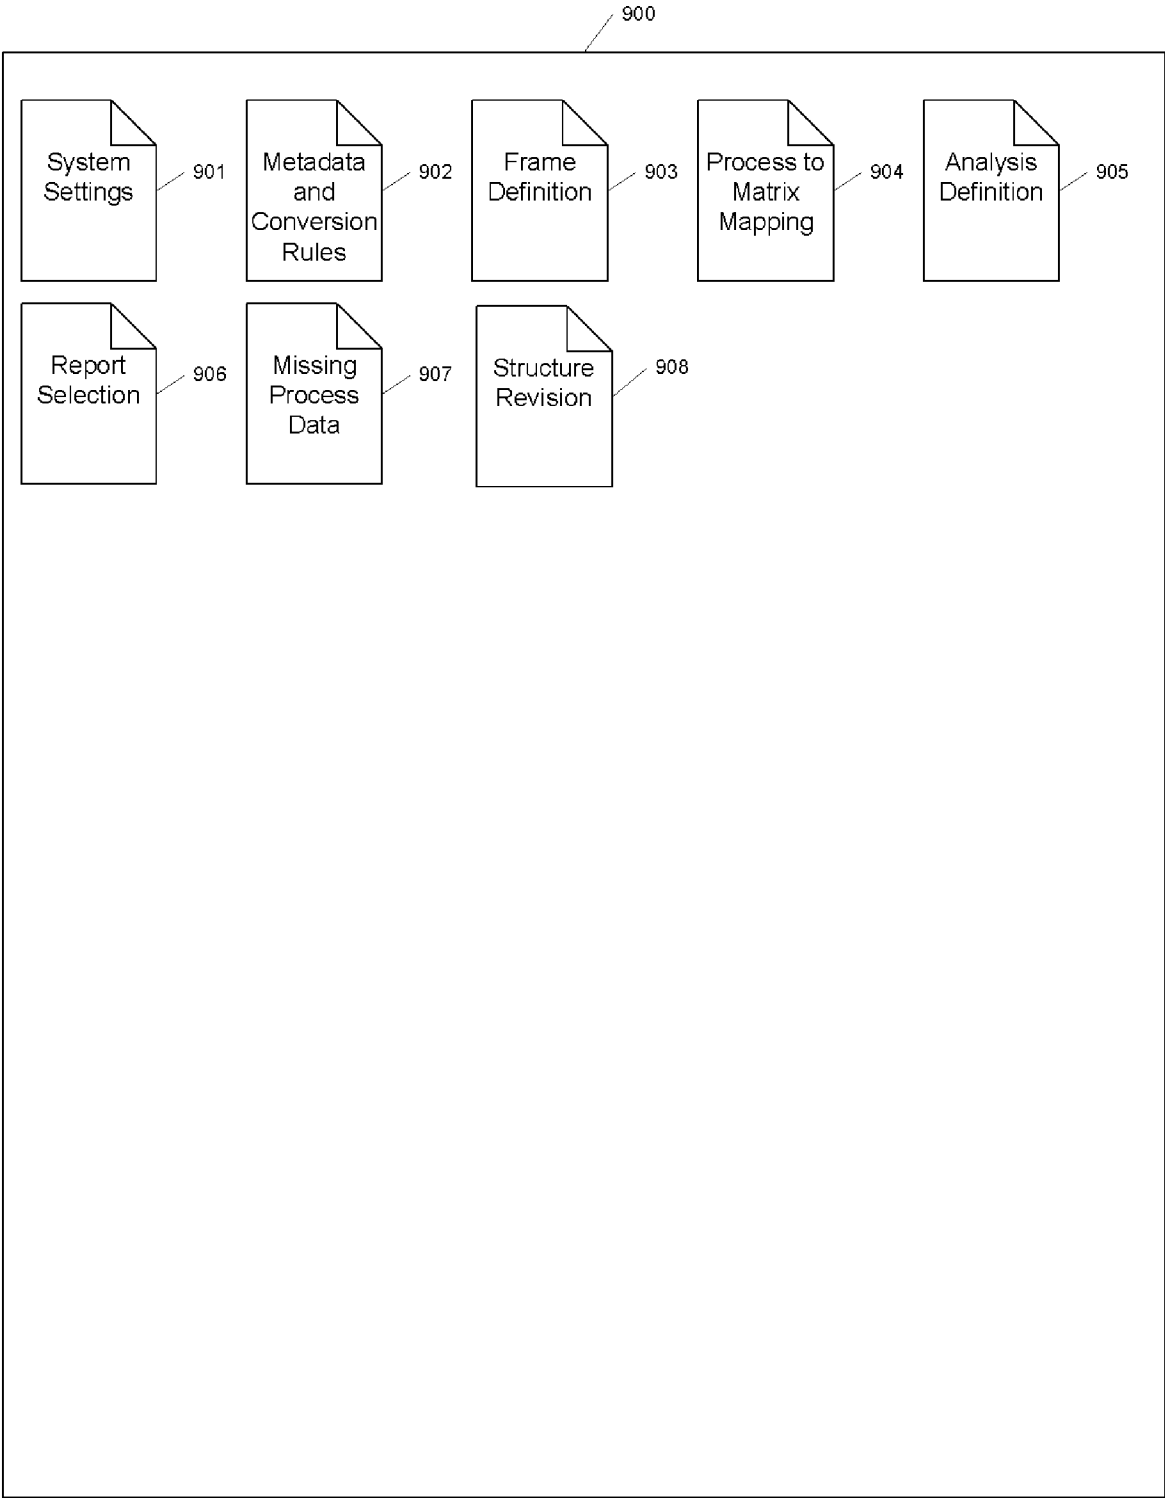 900
System
Settings
901
Metadata
and
Conversion
Rules
902
Frame
Definition
903
Process to
Matrix
Mapping
904
Analysis
Definition
905
Report
Selection
906
Missing
Process
Data
907
Structure
Revision
908